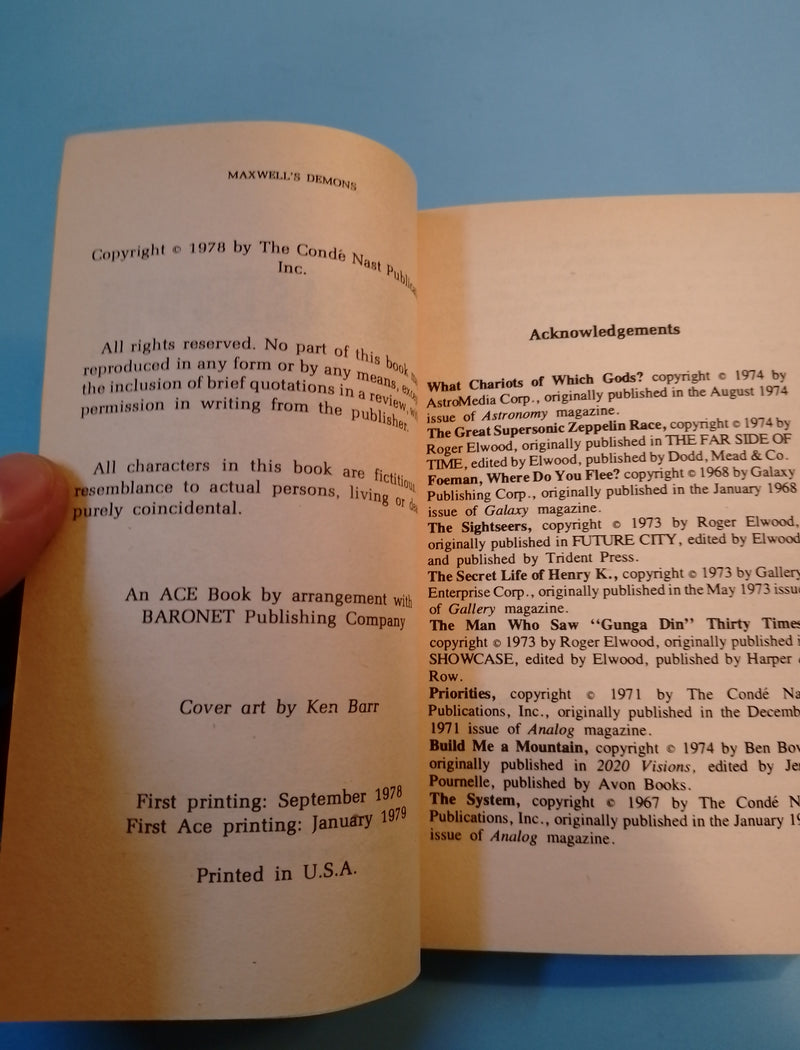 MAXWELL'S DEMONS
Copyright © 1978 by The Condé Nast
Inc.
All rights reserved. No part of this book
reproduced in any form or by any means,
the inclusion of brief quotations in a review,
permission in writing from the publisher.
All characters in this book are
resemblance to actual persons, living or
purely coincidental.
An ACE Book by arrangement with
BARONET Publishing Company
Cover art by Ken Barr
First printing: September 1978
First Ace printing: January 1979
Printed in U.S.A.
Acknowledgements
What Chariots of Which Gods? copyright © 1974 by
AstroMedia Corp., originally published in the August 1974
issue of Astronomy magazine.
The Great Supersonic Zeppelin Race, copyright © 1974 by
Roger Elwood, originally published in THE FAR SIDE OF
TIME, edited by Elwood, published by Dodd, Mead & Co.
Foeman, Where Do You Flee? copyright © 1968 by Galaxy
Publishing Corp., originally published in the January 1968
issue of Galaxy magazine.
The Sightseers, copyright © 1973 by Roger Elwood,
originally published in FUTURE CITY, edited by Elwood
and published by Trident Press.
The Secret Life of Henry K., copyright © 1973 by Gallery
Enterprise Corp., originally published in the May 1973
of Gallery magazine.
The Man Who Saw "Gunga Din" Thirty Times
copyright © 1973 by Roger Elwood, originally published
SHOWCASE, edited by Elwood, published by Harper
Row.
Priorities, copyright © 1971 by The Condé
Publications, Inc., originally published in the
1971 issue of Analog magazine.
Build Me a Mountain, copyright © 1974 by Ben
originally published in 2020 Visions, edited by
Pournelle, published by Avon Books.
The System, copyright © 1967 by The Condé
Publications, Inc., originally published in the January
issue of Analog magazine.